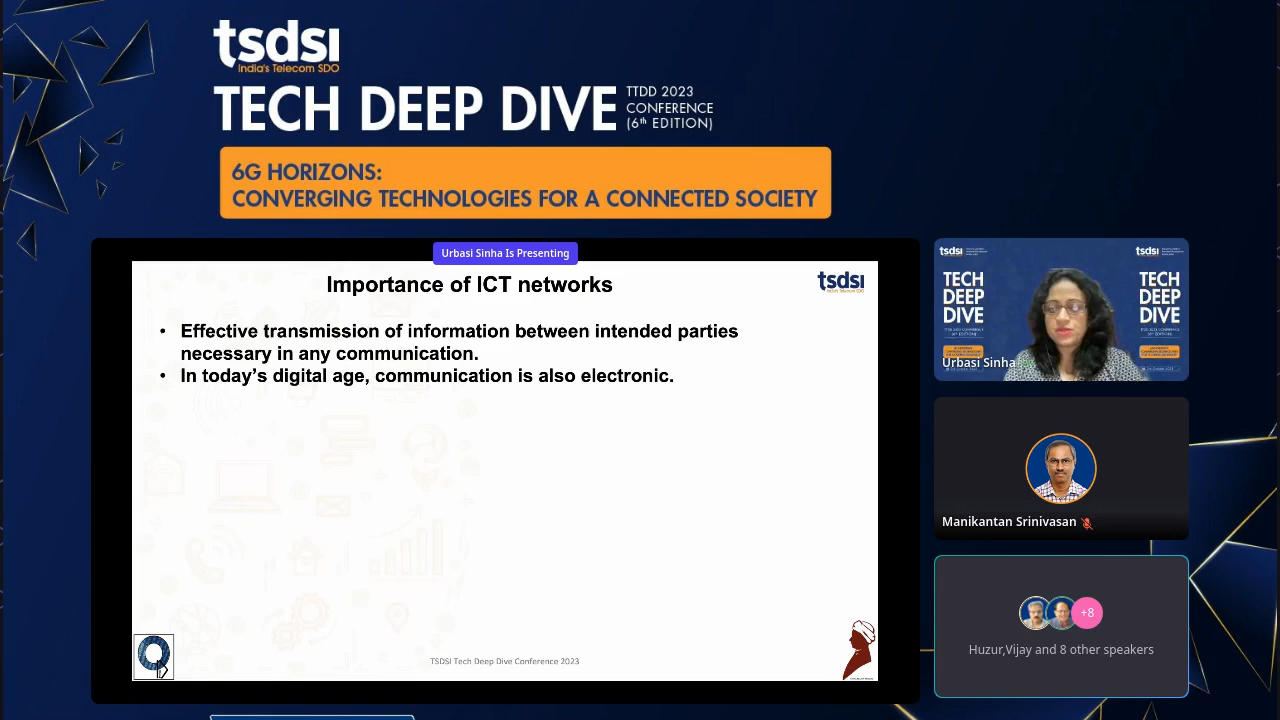 tsdsi
India's Telecom SDO
TECH DEEP DIVE
TTDD 2023
CONFERENCE
(6th EDITION)
6G HORIZONS:
CONVERGING TECHNOLOGIES FOR A CONNECTED SOCIETY
Urbasi Sinha Is Presenting
Importance of ICT networks
tsdsi
India's Telecom SDO
• Effective transmission of information between intended parties
necessary in any communication.
• In today's digital age, communication is also electronic.
TSDSI Tech Deep Dive Conference 2023
tsdsi
tsdsi
TECH
DEEP
DIVE
TECH
DEEP
DIVE
Urbasi Sinha
Manikantan Srinivasan
+8
Huzur,Vijay and 8 other speakers